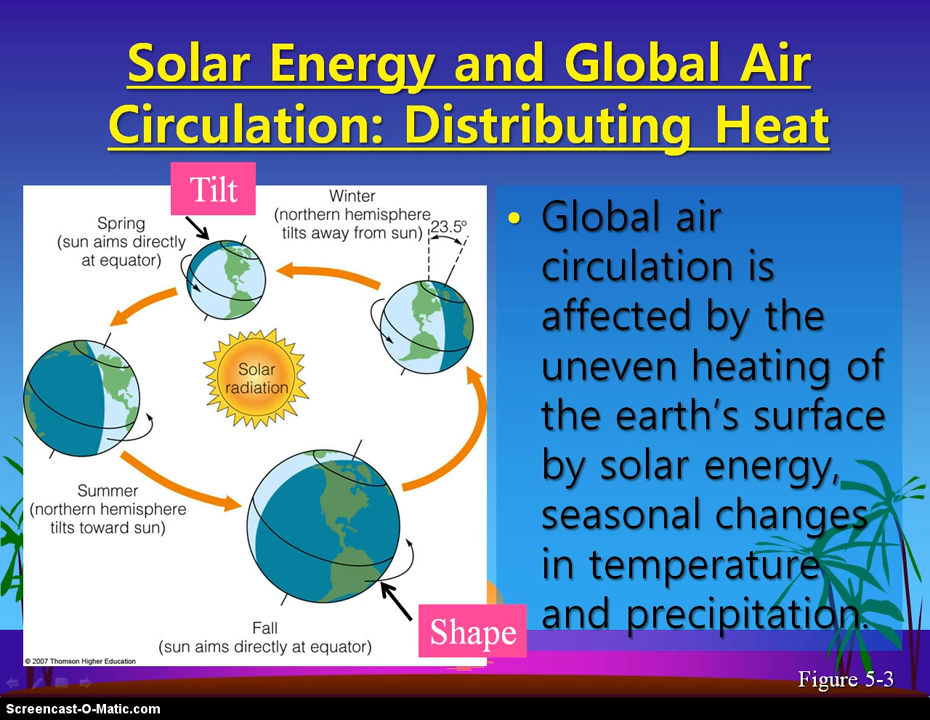 Solar Energy and Global Air
Circulation: Distributing Heat
Tilt
Spring
(sun aims directly
at equator)
Winter
(northern hemisphere
tilts away from sun)
23.5º
Solar
radiation
Summer
(northern hemisphere
tilts toward sun)
Fall
(sun aims directly at equator)
Shape
© 2007 Thomson Higher Education
• Global air
circulation is
affected by the
uneven heating of
the earth’s surface
by solar energy,
seasonal changes
in temperature
and precipitation.
Figure 5-3
Screencast-O-Matic.com